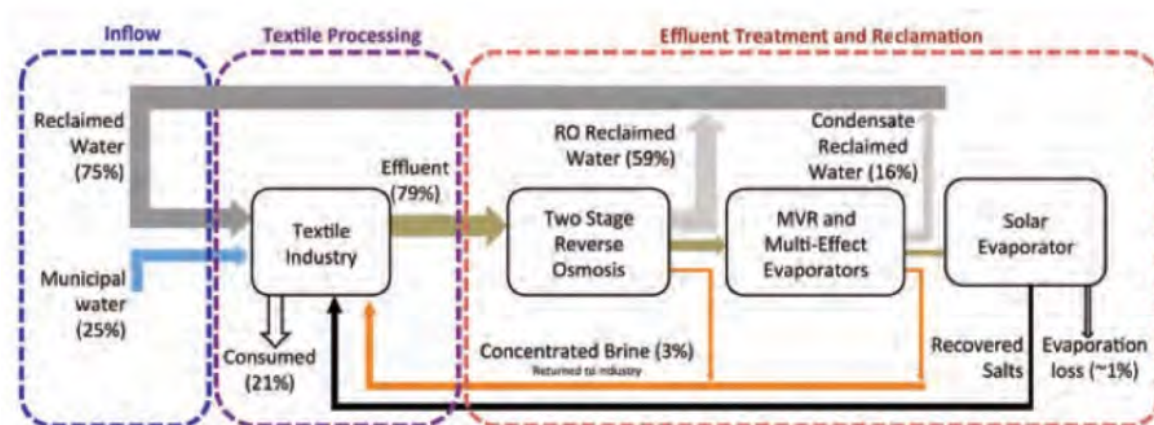 Inflow
Textile Processing
Effluent Treatment and Reclamation
Reclaimed
Water
(75%)
Municipal
water
(25%)
Textile
Industry
Consumed
(21%)
Effluent
(79%)
Two Stage
Reverse
Osmosis
RO Reclaimed
Water (59%)
MVR and
Multi-Effect
Evaporators
Condensate
Reclaimed
Water (16%)
Solar
Evaporator
Concentrated Brine (3%)
Returned to industry
Recovered
Salts
Evaporation
loss (~1%)